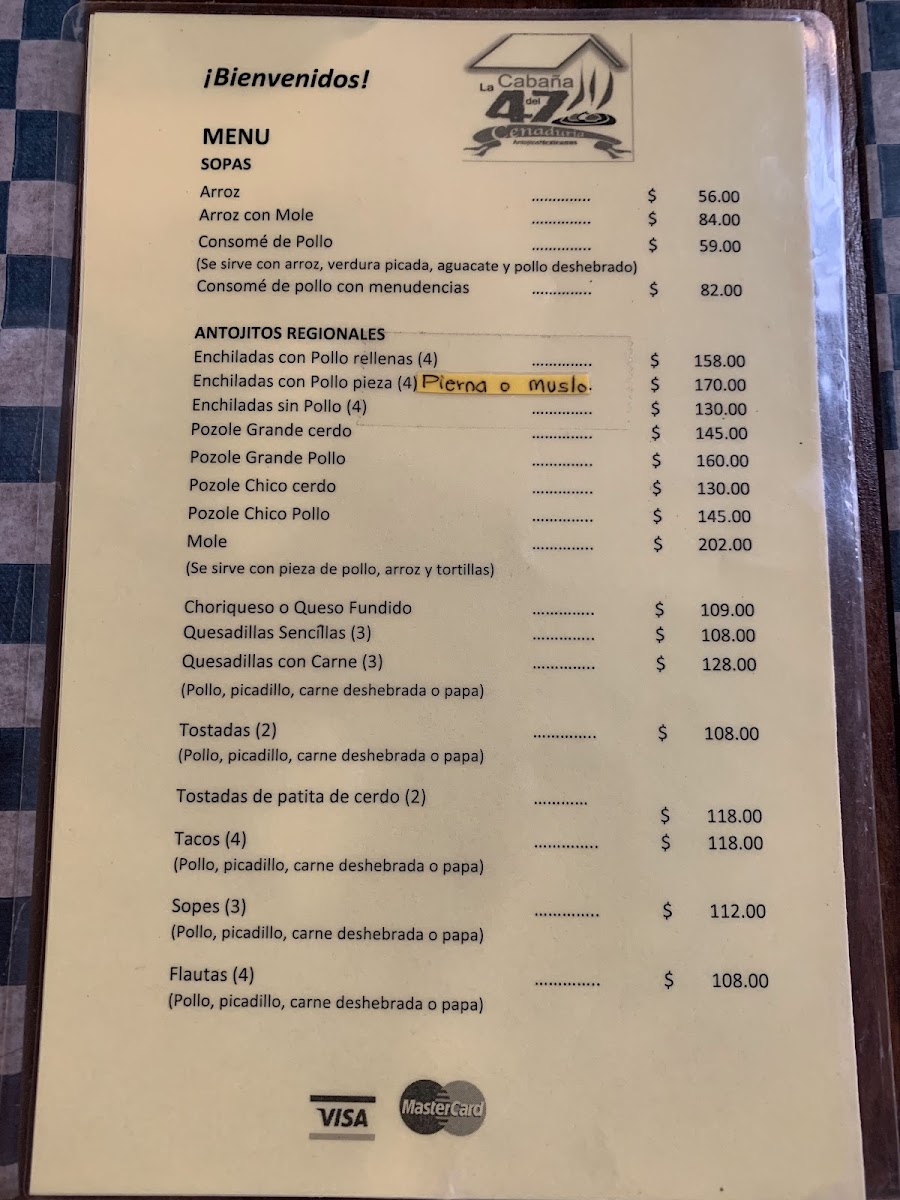 ¡Bienvenidos!
La Cabaña
del
47
Cenaduría
Antojitos Mexicanos
MENU
SOPAS
Arroz .............. $ 56.00
Arroz con Mole .............. $ 84.00
Consomé de Pollo .............. $ 59.00
(Se sirve con arroz, verdura picada, aguacate y pollo deshebrado)
Consomé de pollo con menudencias .............. $ 82.00
ANTOJITOS REGIONALES
Enchiladas con Pollo rellenas (4) .............. $ 158.00
Enchiladas con Pollo pieza (4) Pierna o muslo. $ 170.00
Enchiladas sin Pollo (4) .............. $ 130.00
Pozole Grande cerdo .............. $ 145.00
Pozole Grande Pollo .............. $ 160.00
Pozole Chico cerdo .............. $ 130.00
Pozole Chico Pollo .............. $ 145.00
Mole .............. $ 202.00
(Se sirve con pieza de pollo, arroz y tortillas)
Choriqueso o Queso Fundido .............. $ 109.00
Quesadillas Sencíllas (3) .............. $ 108.00
Quesadillas con Carne (3) .............. $ 128.00
(Pollo, picadillo, carne deshebrada o papa)
Tostadas (2) .............. $ 108.00
(Pollo, picadillo, carne deshebrada o papa)
Tostadas de patita de cerdo (2) ............ $ 118.00
Tacos (4) .............. $ 118.00
(Pollo, picadillo, carne deshebrada o papa)
Sopes (3) .............. $ 112.00
(Pollo, picadillo, carne deshebrada o papa)
Flautas (4) .............. $ 108.00
(Pollo, picadillo, carne deshebrada o papa)
VISA MasterCard